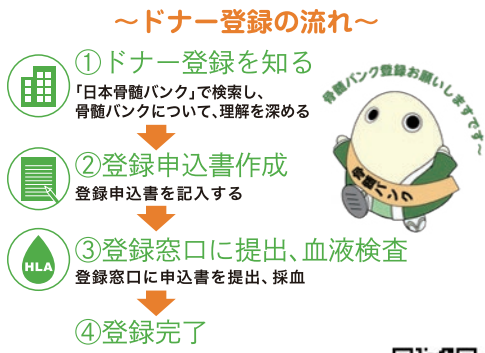 ～ドナー登録の流れ～
①ドナー登録を知る
「日本骨髄バンク」で検索し、
骨髄バンクについて、理解を深める
骨髄バンク登録お願いしますです～
骨髄バンク
②登録申込書作成
登録申込書を記入する
HLA
③登録窓口に提出、血液検査
登録窓口に申込書を提出、採血
④登録完了